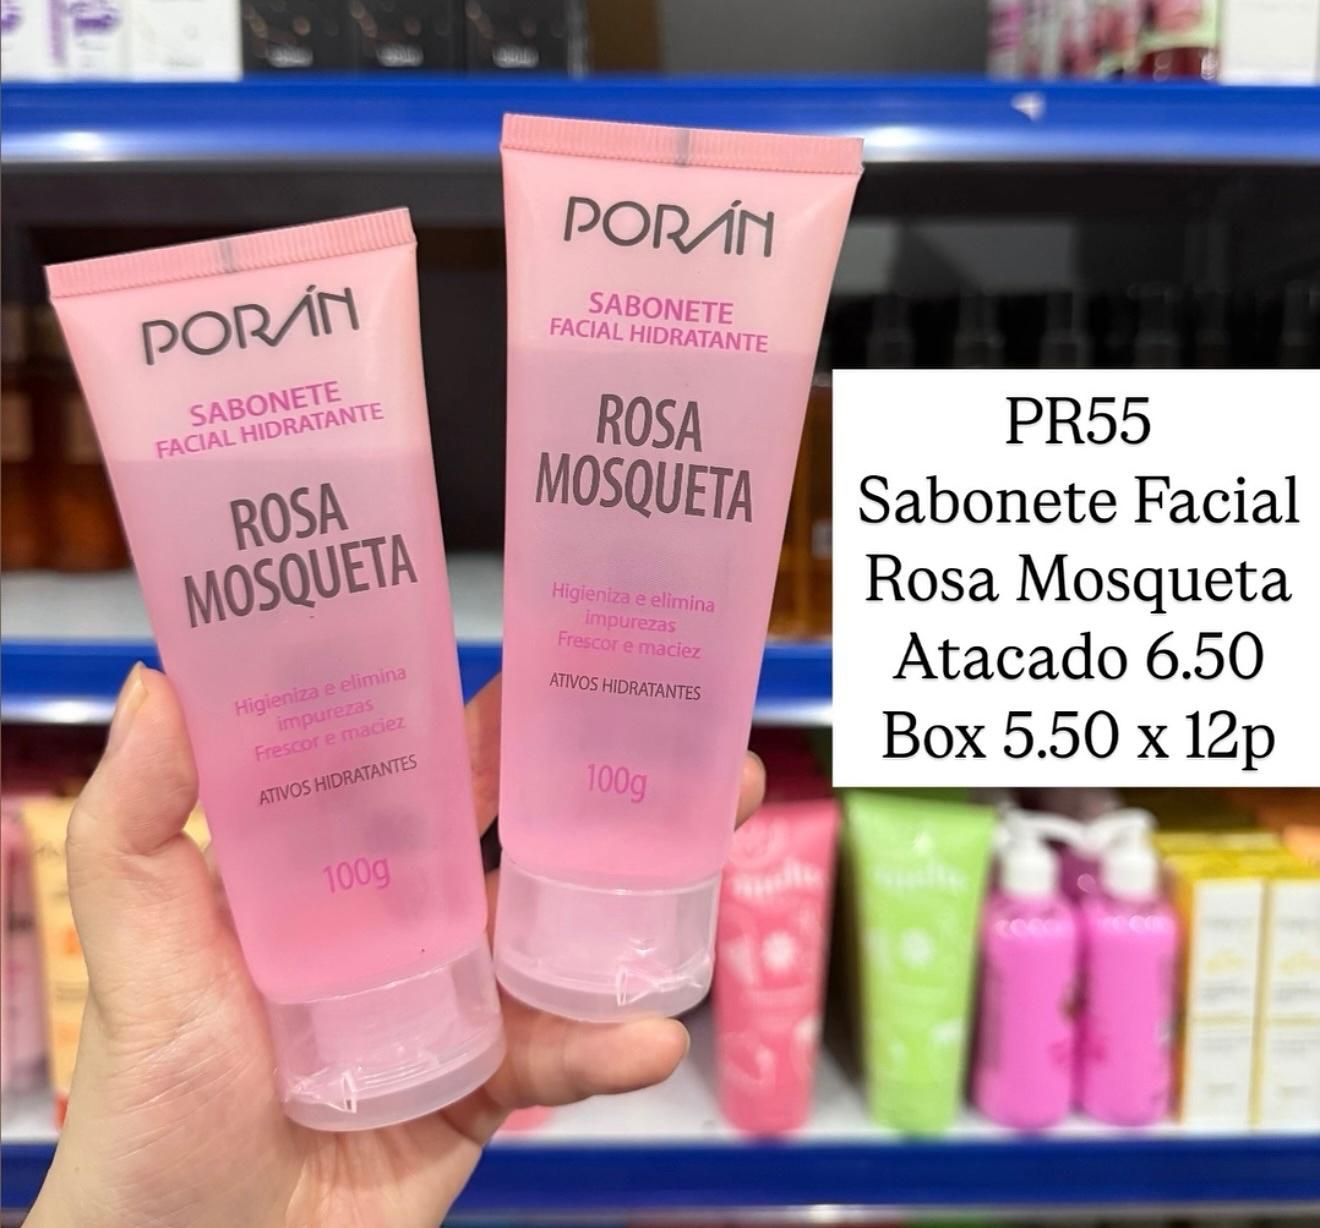 PORÁN
SABONETE
FACIAL HIDRATANTE
ROSA
MOSQUETA
Higieniza e elimina
impurezas
Frescor e maciez
ATIVOS HIDRATANTES
100g
PORÁN
SABONETE
FACIAL HIDRATANTE
ROSA
MOSQUETA
Higieniza e elimina
impurezas
Frescor e maciez
ATIVOS HIDRATANTES
100g
PR55
Sabonete Facial
Rosa Mosqueta
Atacado 6.50
Box 5.50 x 12p